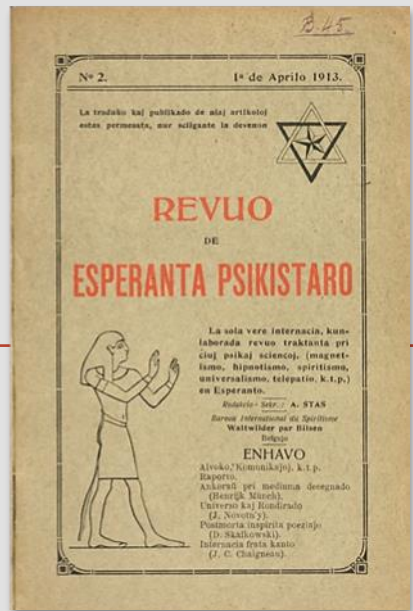 B-45.
Nº 2.
1ª de Aprilo 1913.
La traduko kaj publikado de niaj artikoloj
estas permesata, nur sciigante la devenon
REVUO
DE
ESPERANTA PSIKISTARO
La sola vere internacia, kun-
laborada revuo traktanta pri
ĉiuj psikaj sciencoj, (magnet-
ismo, hipnotismo, spiritismo,
universalismo, telepatio, k.t.p.)
en Esperanto.
Redakcio-Sekr.: A. STAS
Bureau International du Spiritisme
Waltwilder par Bilsen
Belgujo
ENHAVO
Alvoko, Komunikaĵoj, k.t.p.
Raporto.
Ankoraŭ pri mediuma desegnado
(Henrijk Münch).
Universo kaj Rondirado
(J. Novotn'y).
Postmorta inspirita poeziaĵo
(D. Skalkowski).
Internacia frata kanto
(J. C. Chaigneau).